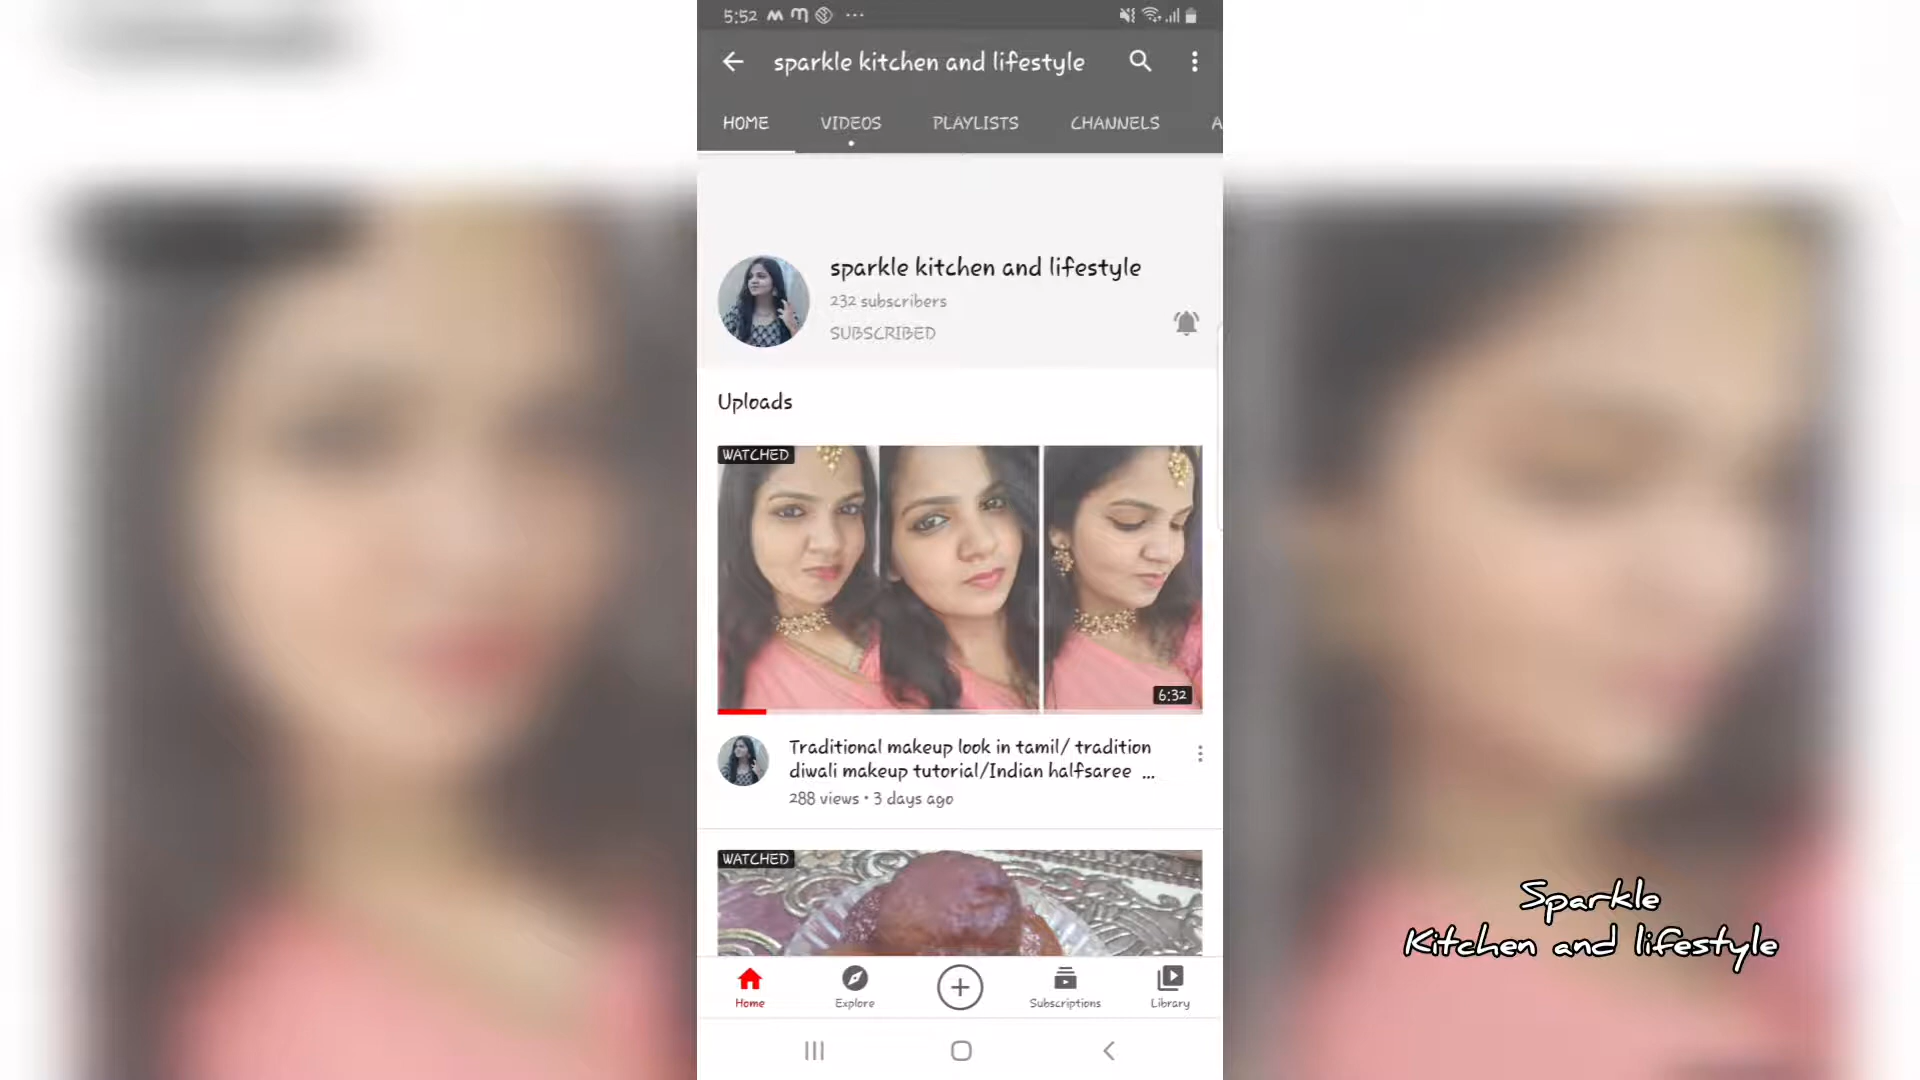 5:52
sparkle kitchen and lifestyle
HOME VIDEOS PLAYLISTS CHANNELS A
sparkle kitchen and lifestyle
232 subscribers
SUBSCRIBED
Uploads
WATCHED
6:32
Traditional makeup look in tamil/ tradition
diwali makeup tutorial/Indian halfsaree ...
288 views • 3 days ago
WATCHED
Sparkle
Kitchen and lifestyle
Home Explore Subscriptions Library